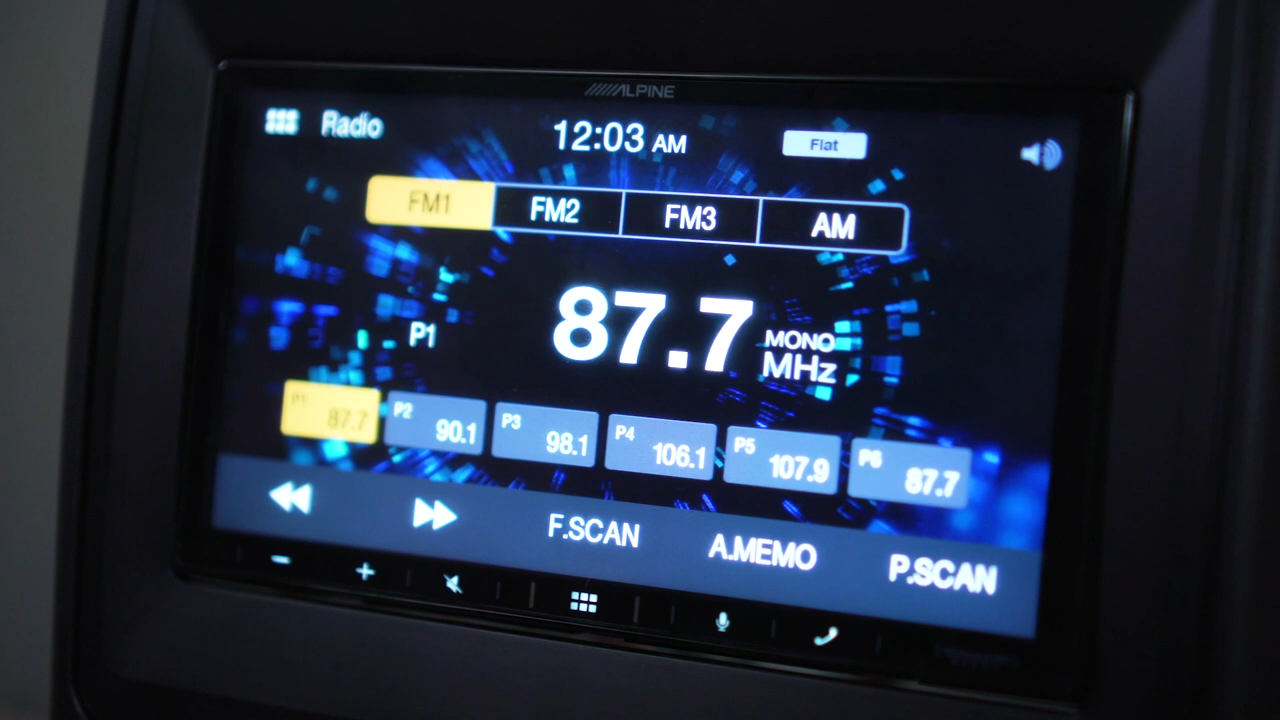 ALPINE
Radio 12:03 AM Flat
FM1 FM2 FM3 AM
P1 87.7 MONO MHz
P1 87.7 P2 90.1 P3 98.1 P4 106.1 P5 107.9 P6 87.7
F.SCAN A.MEMO P.SCAN